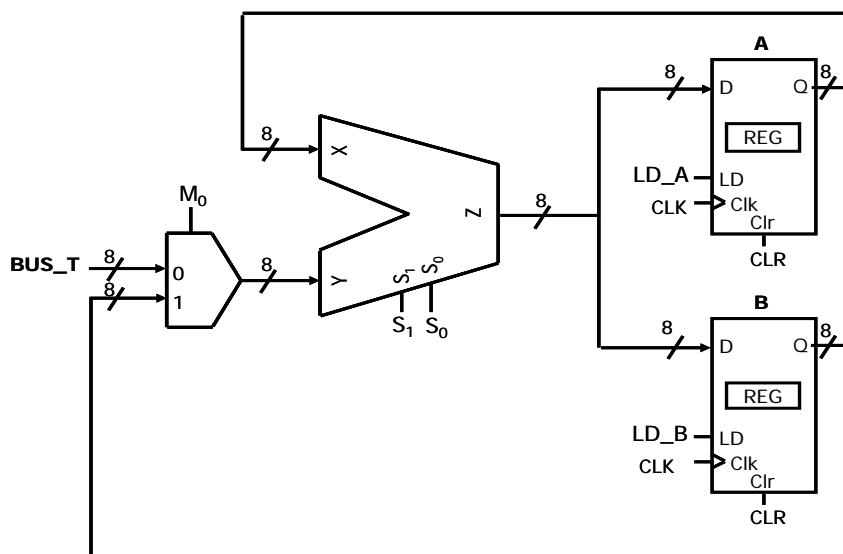 A
8
D
Q
8
REG
LD_A
LD
CLK
Clk
Clr
CLR
8
X
Z
8
M0
BUS_T
8
0
8
1
8
Y
S1
S0
S1
S0
B
8
D
Q
8
REG
LD_B
LD
CLK
Clk
Clr
CLR